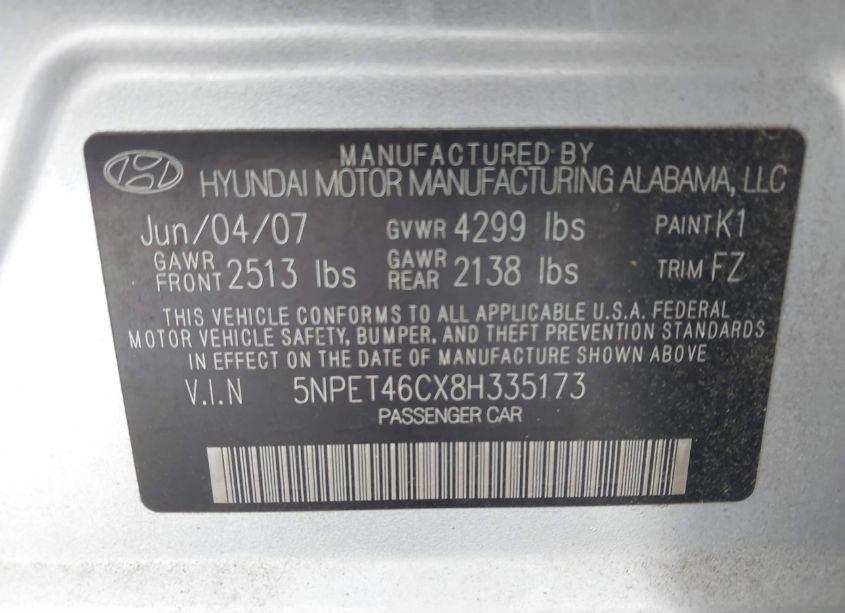 MANUFACTURED BY
HYUNDAI MOTOR MANUFACTURING ALABAMA, LLC
Jun/04/07 GVWR 4299 lbs PAINT K1
GAWR FRONT 2513 lbs GAWR REAR 2138 lbs TRIM FZ
THIS VEHICLE CONFORMS TO ALL APPLICABLE U.S.A. FEDERAL
MOTOR VEHICLE SAFETY, BUMPER, AND THEFT PREVENTION STANDARDS
IN EFFECT ON THE DATE OF MANUFACTURE SHOWN ABOVE
V.I.N 5NPET46CX8H335173
PASSENGER CAR